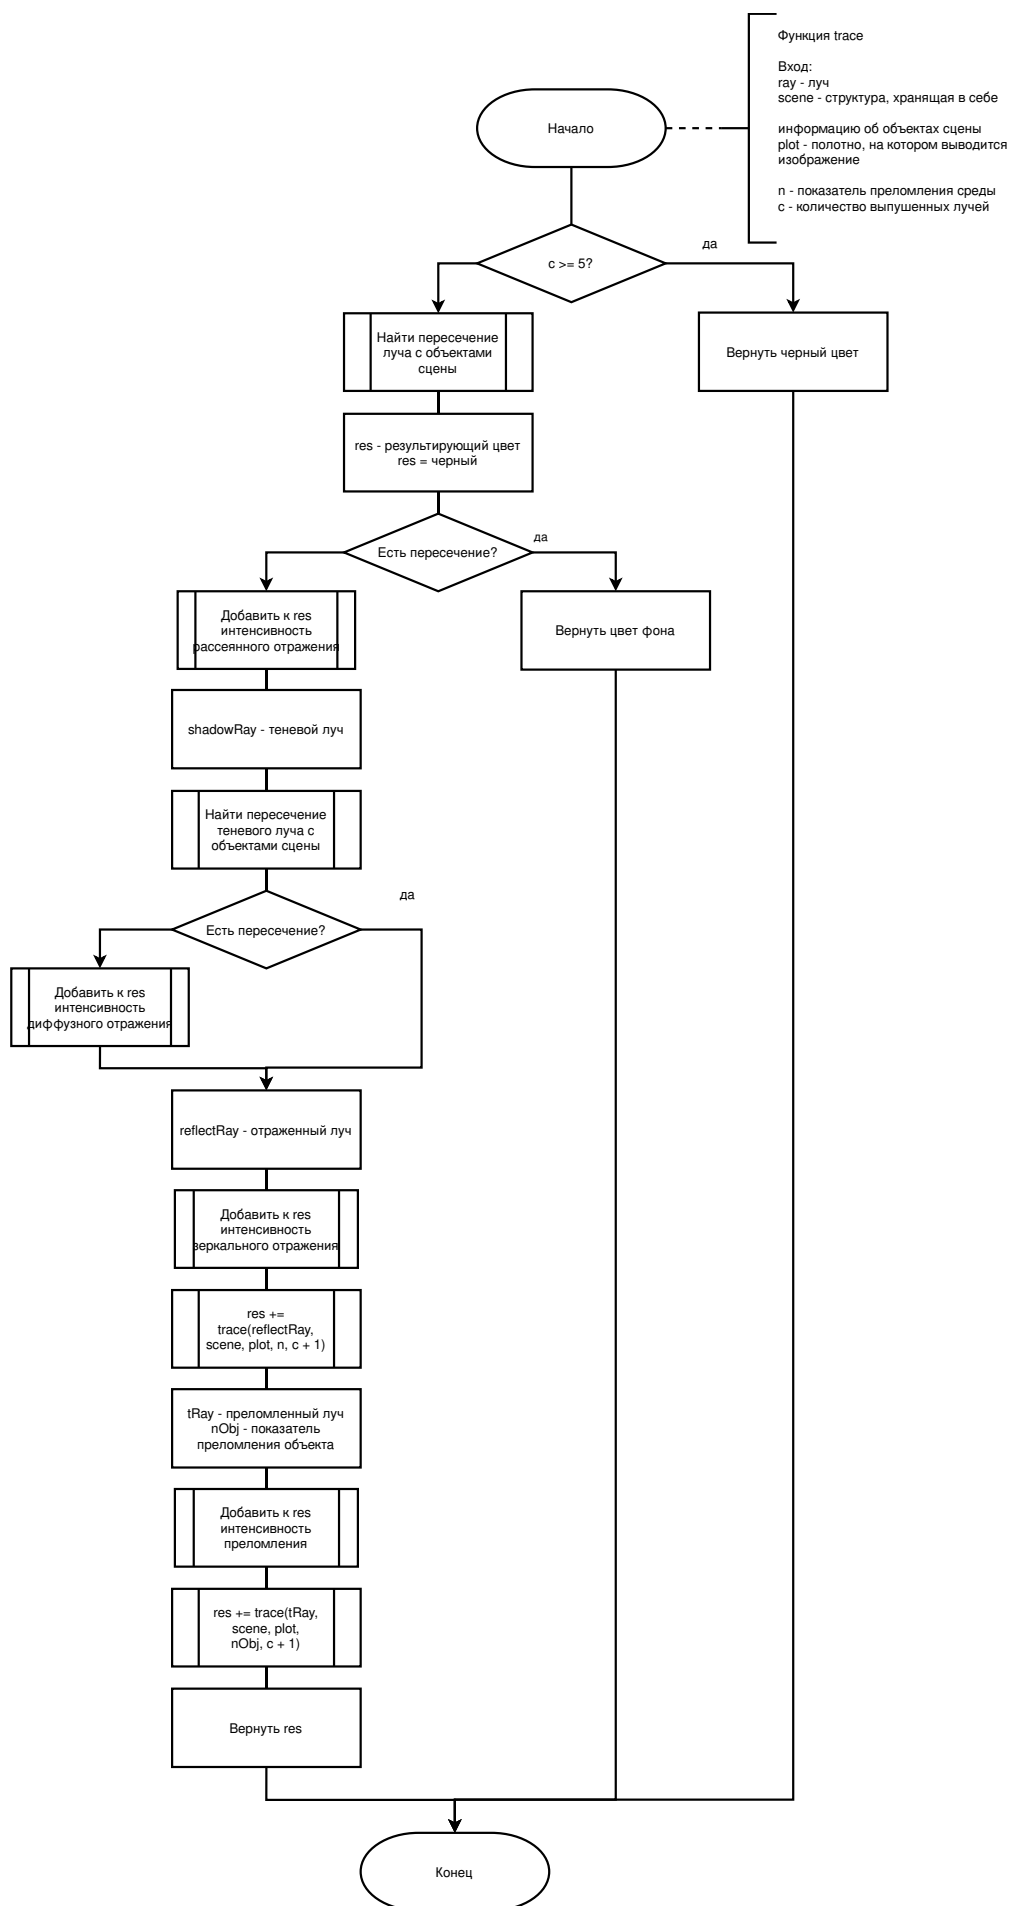 Функция trace
Вход:
ray - луч
scene - структура, хранящая в себе
информацию об объектах сцены
plot - полотно, на котором выводится
изображение
n - показатель преломления среды
c - количество выпушенных лучей
Начало
c >= 5?
да
Найти пересечение
луча с объектами
сцены
Вернуть черный цвет
res - результирующий цвет
res = черный
Есть пересечение?
да
Добавить к res
интенсивность
рассеянного отражения
Вернуть цвет фона
shadowRay - теневой луч
Найти пересечение
теневого луча с
объектами сцены
Есть пересечение?
да
Добавить к res
интенсивность
диффузного отражения
reflectRay - отраженный луч
Добавить к res
интенсивность
зеркального отражения
res +=
trace(reflectRay,
scene, plot, n, c + 1)
tRay - преломленный луч
nObj - показатель
преломления объекта
Добавить к res
интенсивность
преломления
res += trace(tRay,
scene, plot,
nObj, c + 1)
Вернуть res
Конец